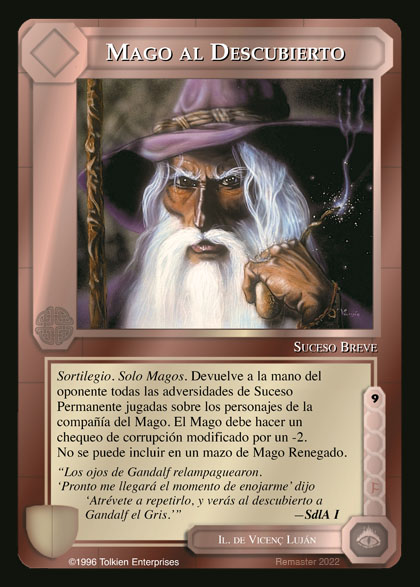 MAGO AL DESCUBIERTO
SUCESO BREVE
Sortilegio. Solo Magos. Devuelve a la mano del
oponente todas las adversidades de Suceso
Permanente jugadas sobre los personajes de la
compañía del Mago. El Mago debe hacer un
chequeo de corrupción modificado por un -2.
No se puede incluir en un mazo de Mago Renegado.
“Los ojos de Gandalf relampaguearon.
‘Pronto me llegará el momento de enojarme’ dijo
‘Atrévete a repetirlo, y verás al descubierto a
Gandalf el Gris.’”
—SdlA I
9
IL. DE VICENÇ LUJÁN
©1996 Tolkien Enterprises
Remaster 2022